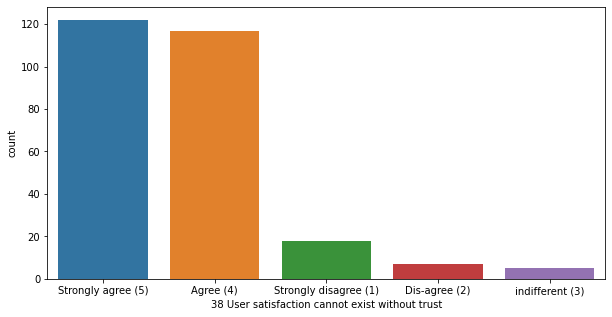 120
100
80
60
40
20
0
count
Strongly agree (5) Agree (4) Strongly disagree (1) Dis-agree (2) indifferent (3)
38 User satisfaction cannot exist without trust